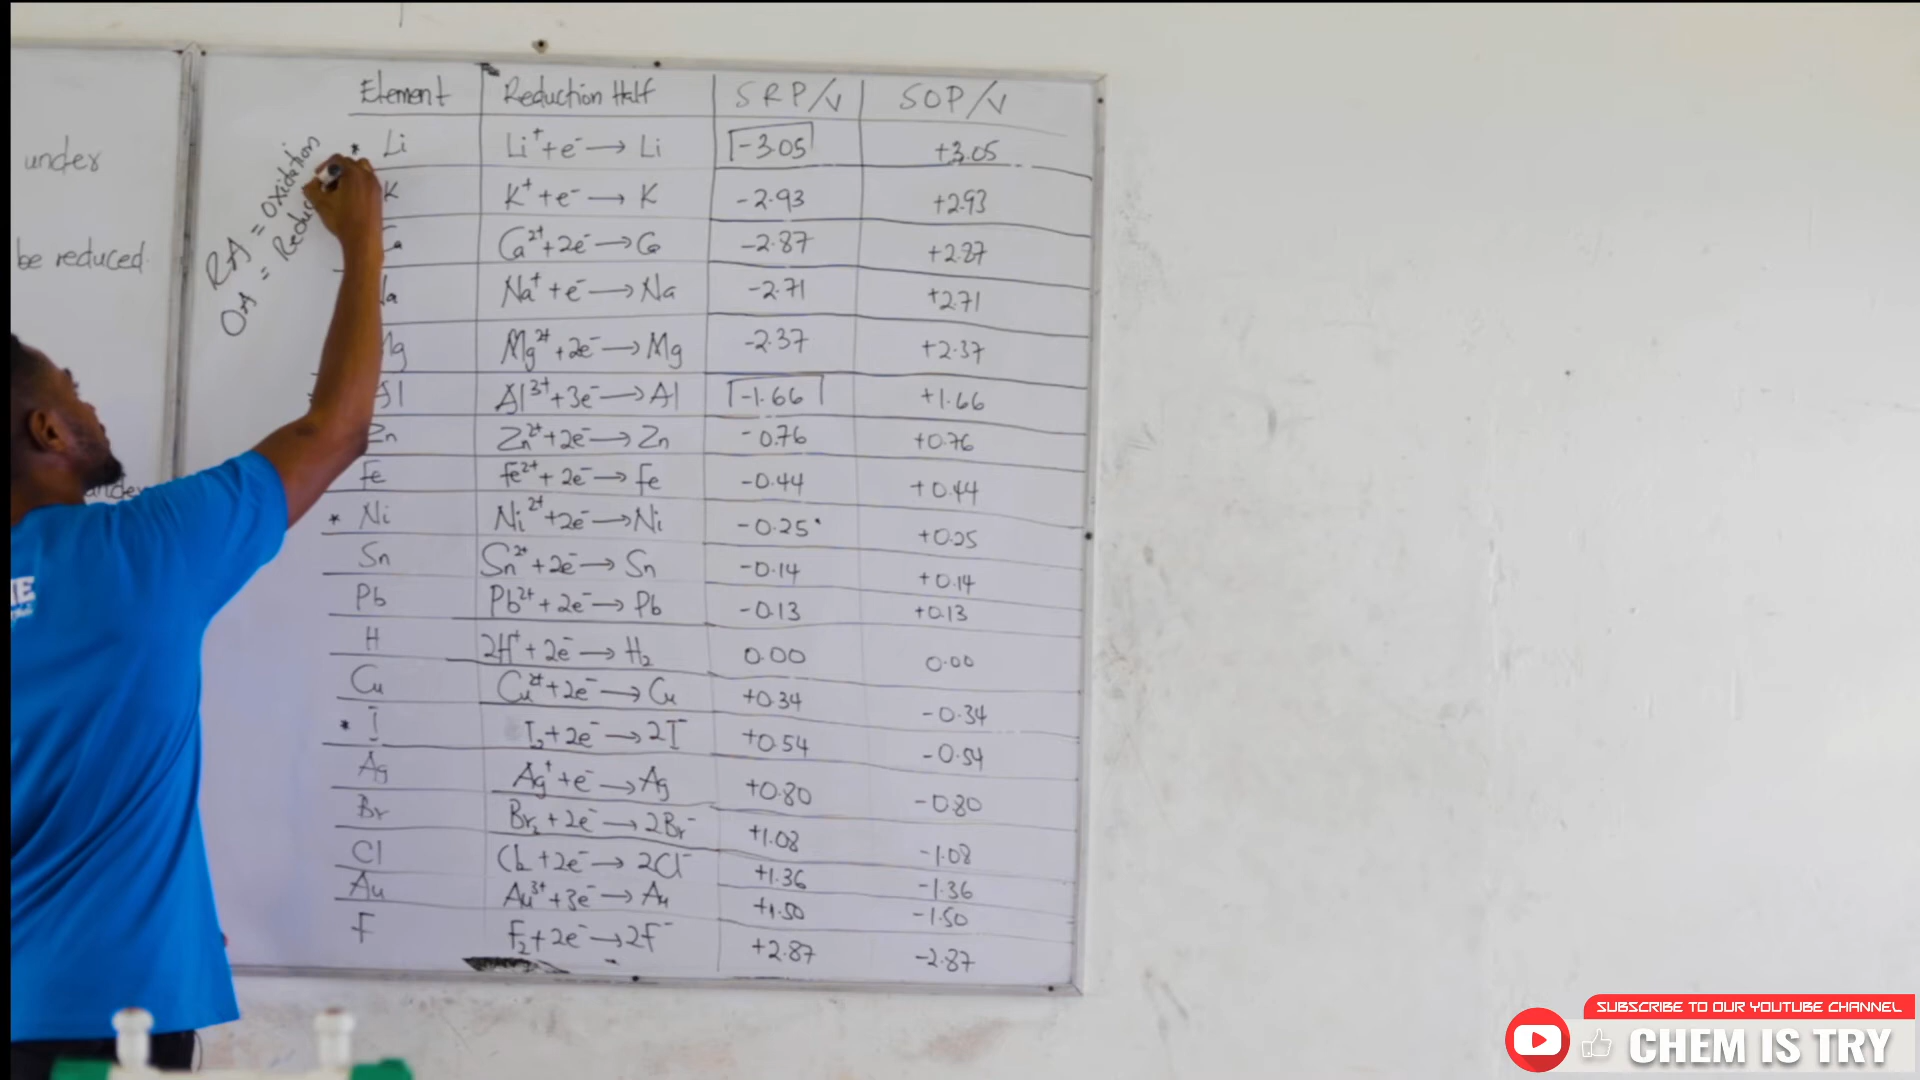 under
be reduced.
under
RA = Oxidation
OA =
Element Reduction Half SRP/v SOP/v
* Li Li⁺ + e⁻ → Li -3.05 +3.05
K K⁺ + e⁻ → K -2.93 +2.93
Ca²⁺ + 2e⁻ → Ca -2.87 +2.87
Na⁺ + e⁻ → Na -2.71 +2.71
Mg Mg²⁺ + 2e⁻ → Mg -2.37 +2.37
Al Al³⁺ + 3e⁻ → Al -1.66 +1.66
Zn Zn²⁺ + 2e⁻ → Zn -0.76 +0.76
Fe Fe²⁺ + 2e⁻ → Fe -0.44 +0.44
* Ni Ni²⁺ + 2e⁻ → Ni -0.25 +0.25
Sn Sn²⁺ + 2e⁻ → Sn -0.14 +0.14
Pb Pb²⁺ + 2e⁻ → Pb -0.13 +0.13
H 2H⁺ + 2e⁻ → H₂ 0.00 0.00
Cu Cu²⁺ + 2e⁻ → Cu +0.34 -0.34
* I I₂ + 2e⁻ → 2I⁻ +0.54 -0.54
Ag Ag⁺ + e⁻ → Ag +0.80 -0.80
Br Br₂ + 2e⁻ → 2Br⁻ +1.08 -1.08
Cl Cl₂ + 2e⁻ → 2Cl⁻ +1.36 -1.36
Au Au³⁺ + 3e⁻ → Au +1.50 -1.50
F F₂ + 2e⁻ → 2F⁻ +2.87 -2.87
SUBSCRIBE TO OUR YOUTUBE CHANNEL
CHEM IS TRY